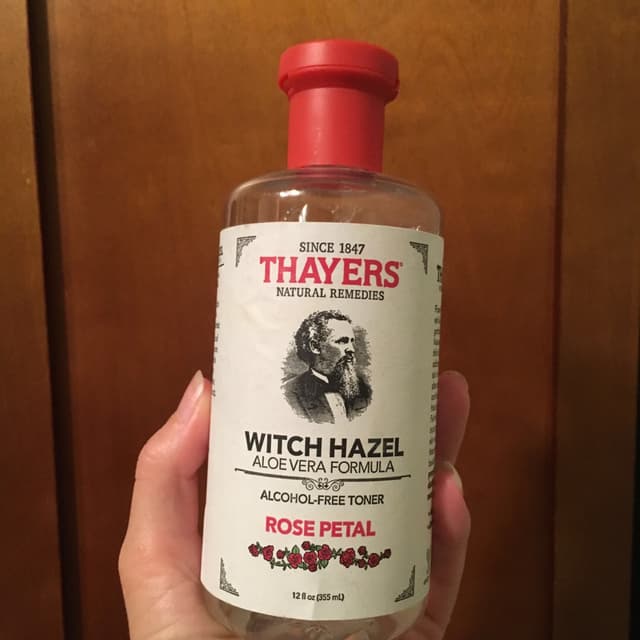 SINCE 1847
THAYERS®
NATURAL REMEDIES
WITCH HAZEL
ALOE VERA FORMULA
ALCOHOL-FREE TONER
ROSE PETAL
12 fl oz (355 mL)